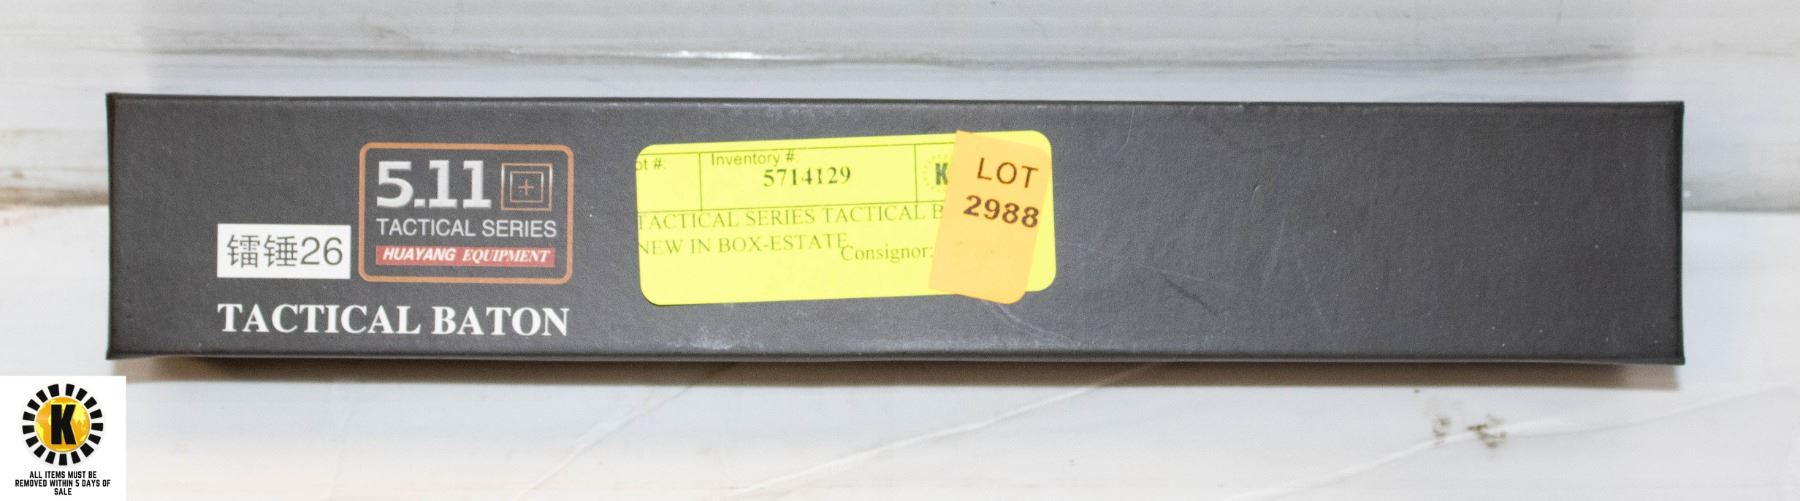 5.11
TACTICAL SERIES
HUAYANG EQUIPMENT
镭锤26
TACTICAL BATON
ot #:
Inventory #:
5714129
K
TACTICAL SERIES TACTICAL B
NEW IN BOX-ESTATE
Consignor:
LOT
2988
K
ALL ITEMS MUST BE
REMOVED WITHIN 5 DAYS OF
SALE